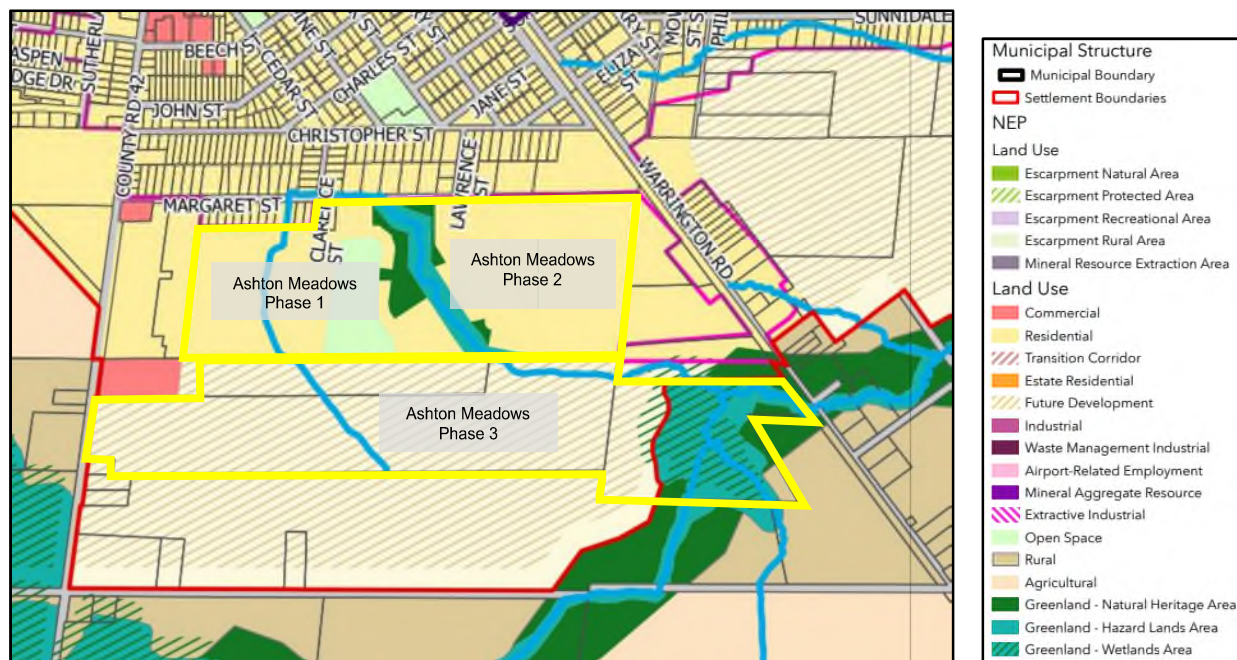 SUNNIDALE
BEECH ST
ASPEN
DGE DR
SUTHERL
COUNTY RD 42
JOHN ST
CEDAR ST
CHARLES ST
JANE ST
ELIZA ST
CHRISTOPHER ST
MARGARET ST
CLARENCE ST
LAWRENCE ST
WARRINGTON RD
Ashton Meadows
Phase 1
Ashton Meadows
Phase 2
Ashton Meadows
Phase 3
Municipal Structure
Municipal Boundary
Settlement Boundaries
NEP
Land Use
Escarpment Natural Area
Escarpment Protected Area
Escarpment Recreational Area
Escarpment Rural Area
Mineral Resource Extraction Area
Land Use
Commercial
Residential
Transition Corridor
Estate Residential
Future Development
Industrial
Waste Management Industrial
Airport-Related Employment
Mineral Aggregate Resource
Extractive Industrial
Open Space
Rural
Agricultural
Greenland - Natural Heritage Area
Greenland - Hazard Lands Area
Greenland - Wetlands Area